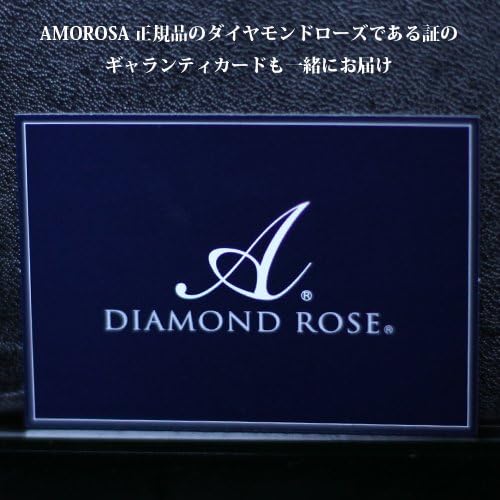 AMOROSA 正規品のダイヤモンドローズである証の
ギャランティカードも一緒にお届け
A®
DIAMOND ROSE®